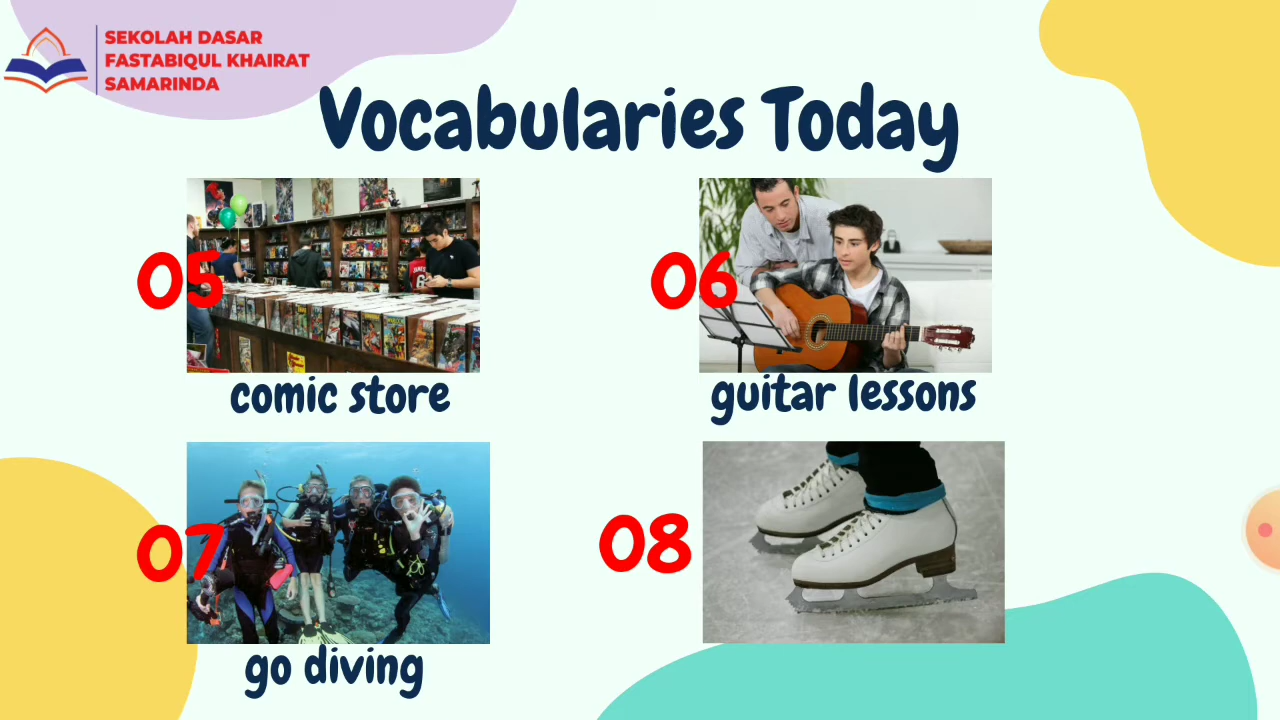 SEKOLAH DASAR
FASTABIQUL KHAIRAT
SAMARINDA
Vocabularies Today
05
comic store
06
guitar lessons
07
go diving
08